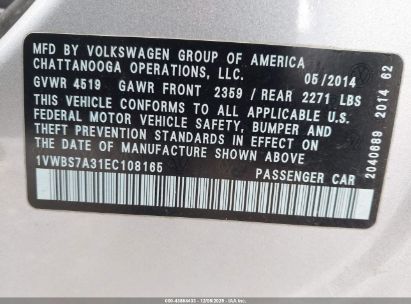 MFD BY VOLKSWAGEN GROUP OF AMERICA
CHATTANOOGA OPERATIONS, LLC. 05/2014
GVWR 4519 GAWR FRONT 2359 / REAR 2271 LBS
THIS VEHICLE CONFORMS TO ALL APPLICABLE U.S.
FEDERAL MOTOR VEHICLE SAFETY, BUMPER AND
THEFT PREVENTION STANDARDS IN EFFECT ON
THE DATE OF MANUFACTURE SHOWN ABOVE.
1VWBS7A31EC108165 PASSENGER CAR
2040889 2014 62